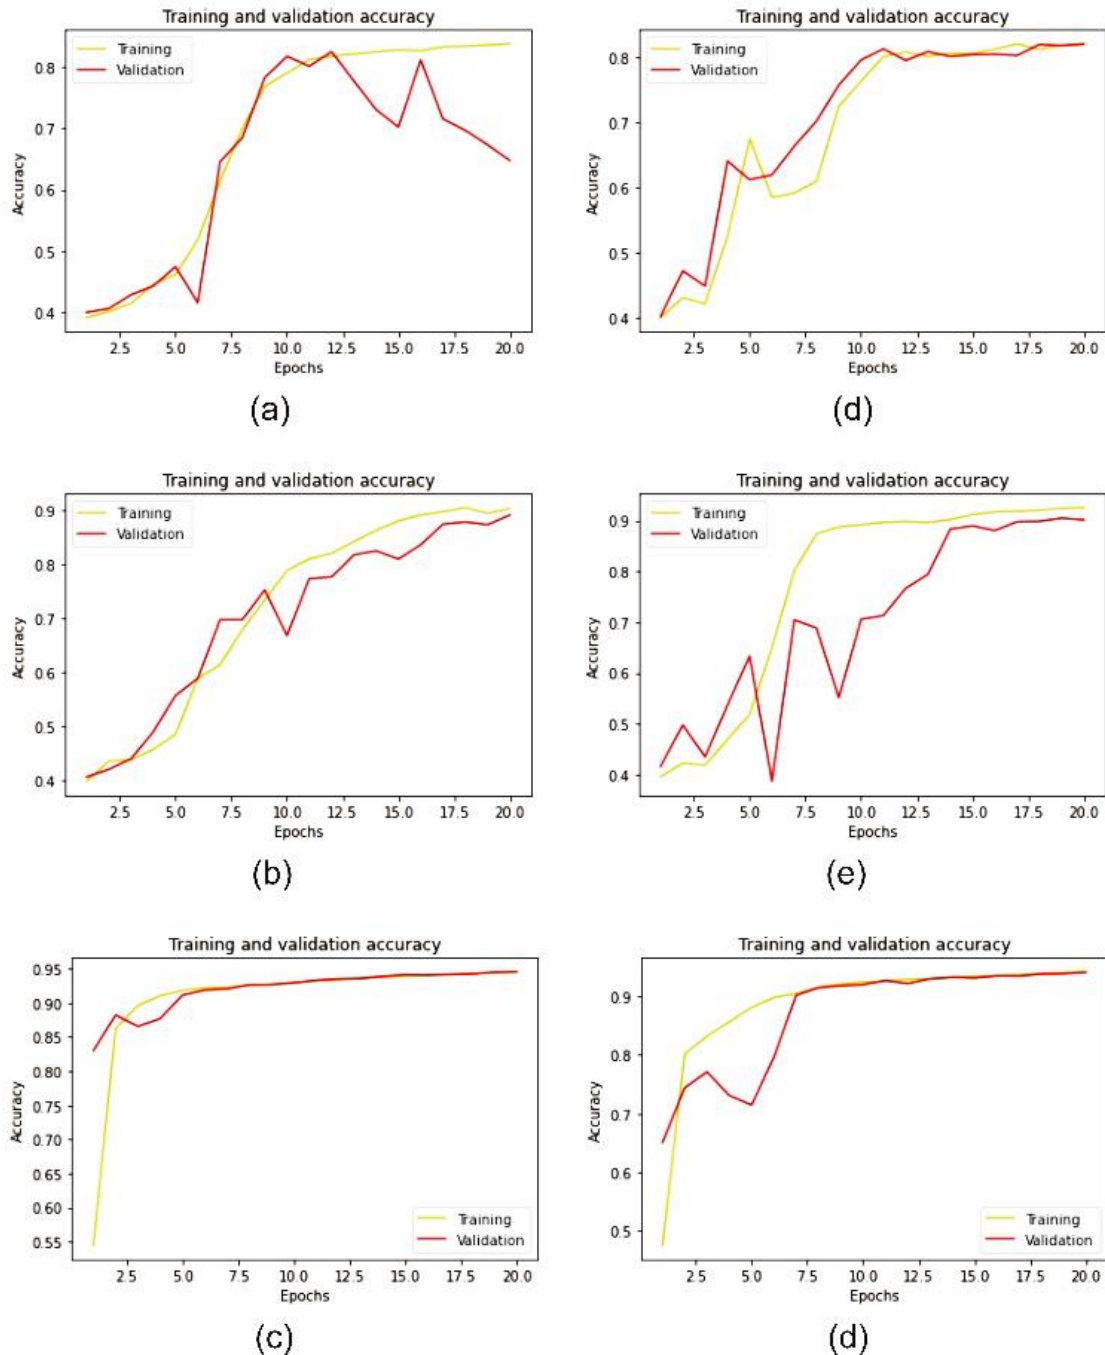 Training and validation accuracy
Training
Validation
0.8
0.7
0.6
0.5
0.4
Accuracy
2.5 5.0 7.5 10.0 12.5 15.0 17.5 20.0
Epochs
(a)
Training and validation accuracy
Training
Validation
0.8
0.7
0.6
0.5
0.4
Accuracy
2.5 5.0 7.5 10.0 12.5 15.0 17.5 20.0
Epochs
(d)
Training and validation accuracy
Training
Validation
0.9
0.8
0.7
0.6
0.5
0.4
Accuracy
2.5 5.0 7.5 10.0 12.5 15.0 17.5 20.0
Epochs
(b)
Training and validation accuracy
Training
Validation
0.9
0.8
0.7
0.6
0.5
0.4
Accuracy
2.5 5.0 7.5 10.0 12.5 15.0 17.5 20.0
Epochs
(e)
Training and validation accuracy
0.95
0.90
0.85
0.80
0.75
0.70
0.65
0.60
0.55
Accuracy
Training
Validation
2.5 5.0 7.5 10.0 12.5 15.0 17.5 20.0
Epochs
(c)
Training and validation accuracy
0.9
0.8
0.7
0.6
0.5
Accuracy
Training
Validation
2.5 5.0 7.5 10.0 12.5 15.0 17.5 20.0
Epochs
(d)